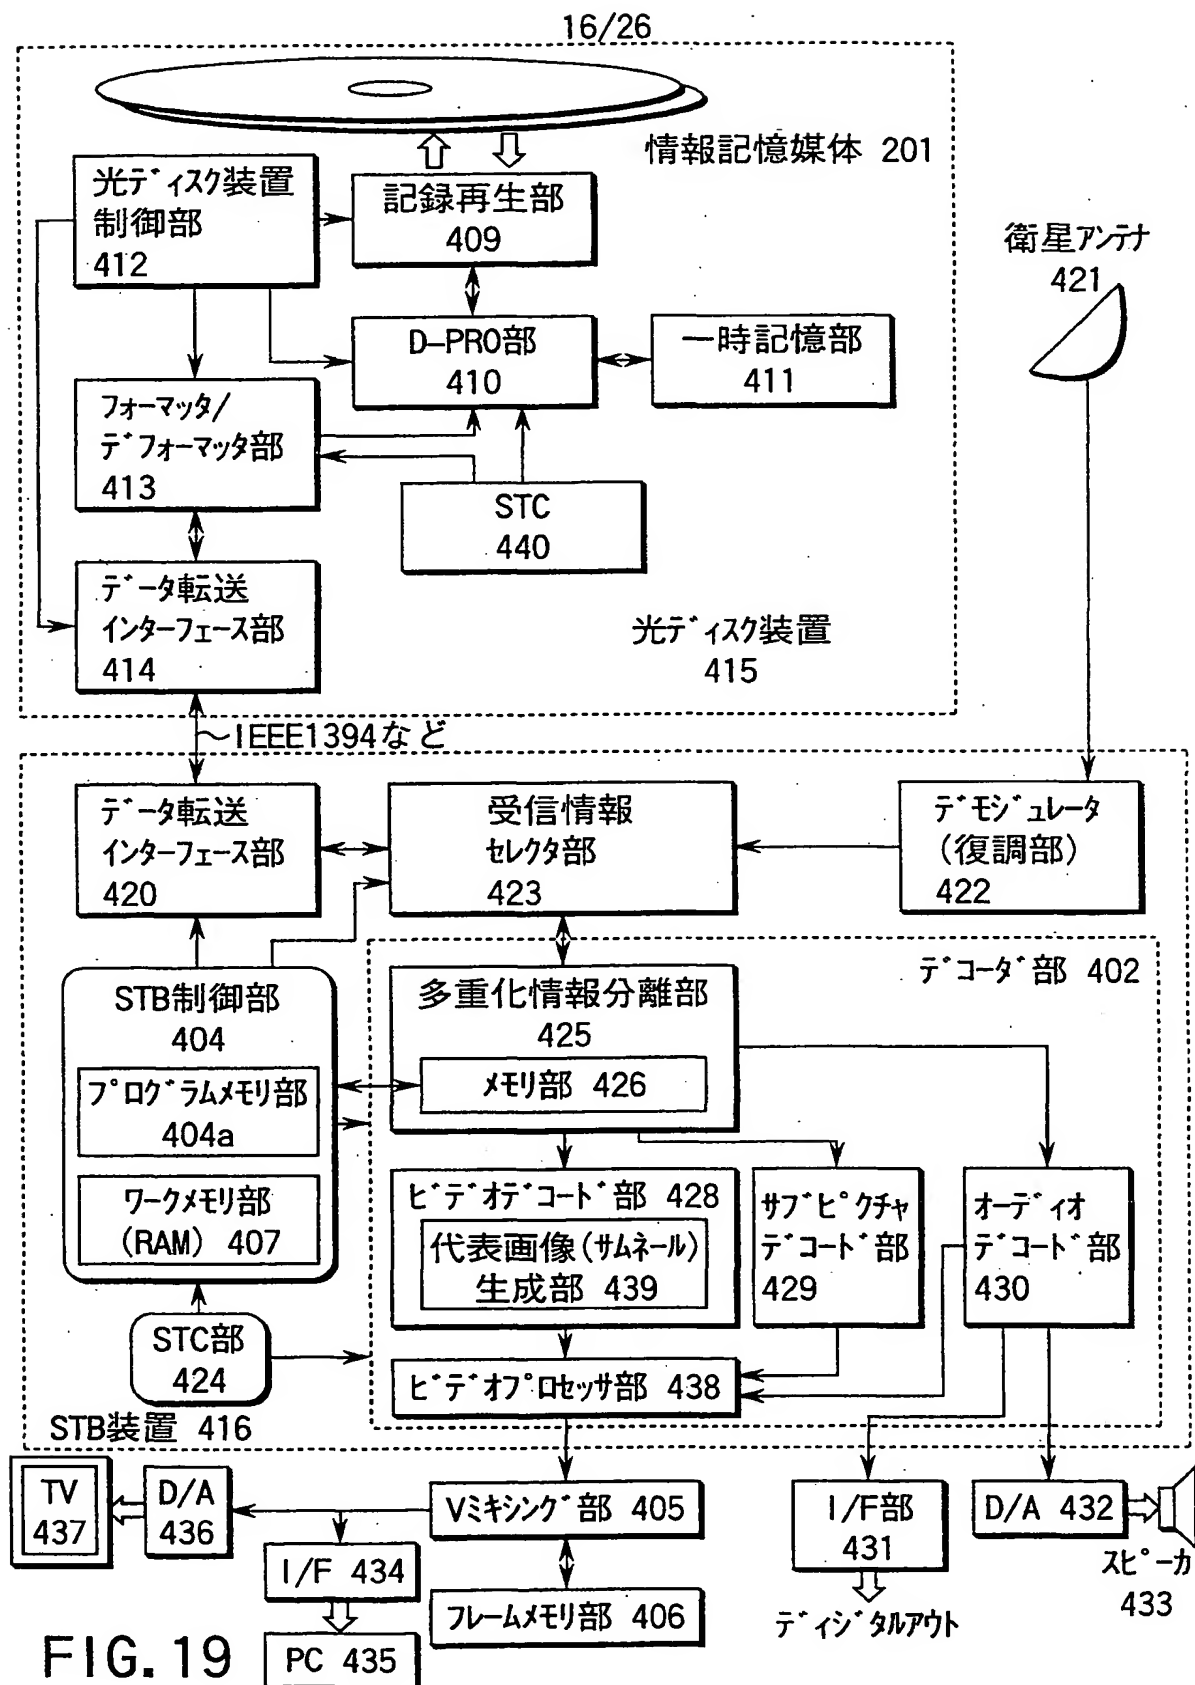 16/26
情報記憶媒体 201
光ディスク装置
制御部
412
記録再生部
409
衛星アンテナ
421
D-PRO部
410
一時記憶部
411
フォーマッタ/
デフォーマッタ部
413
STC
440
データ転送
インターフェース部
414
光ディスク装置
415
IEEE1394など
データ転送
インターフェース部
420
受信情報
セレクタ部
423
デモジュレータ
(復調部)
422
デコーダ部 402
STB制御部
404
多重化情報分離部
425
メモリ部 426
プログラムメモリ部
404a
ワークメモリ部
(RAM) 407
ビデオデコード部 428
代表画像(サムネール)
生成部 439
サブピクチャ
デコード部
429
オーディオ
デコード部
430
STC部
424
ビデオプロセッサ部 438
STB装置 416
TV
437
D/A
436
Vミキシング部 405
I/F部
431
D/A 432
I/F 434
スピーカ
433
フレームメモリ部 406
ディジタルアウト
FIG. 19
PC 435